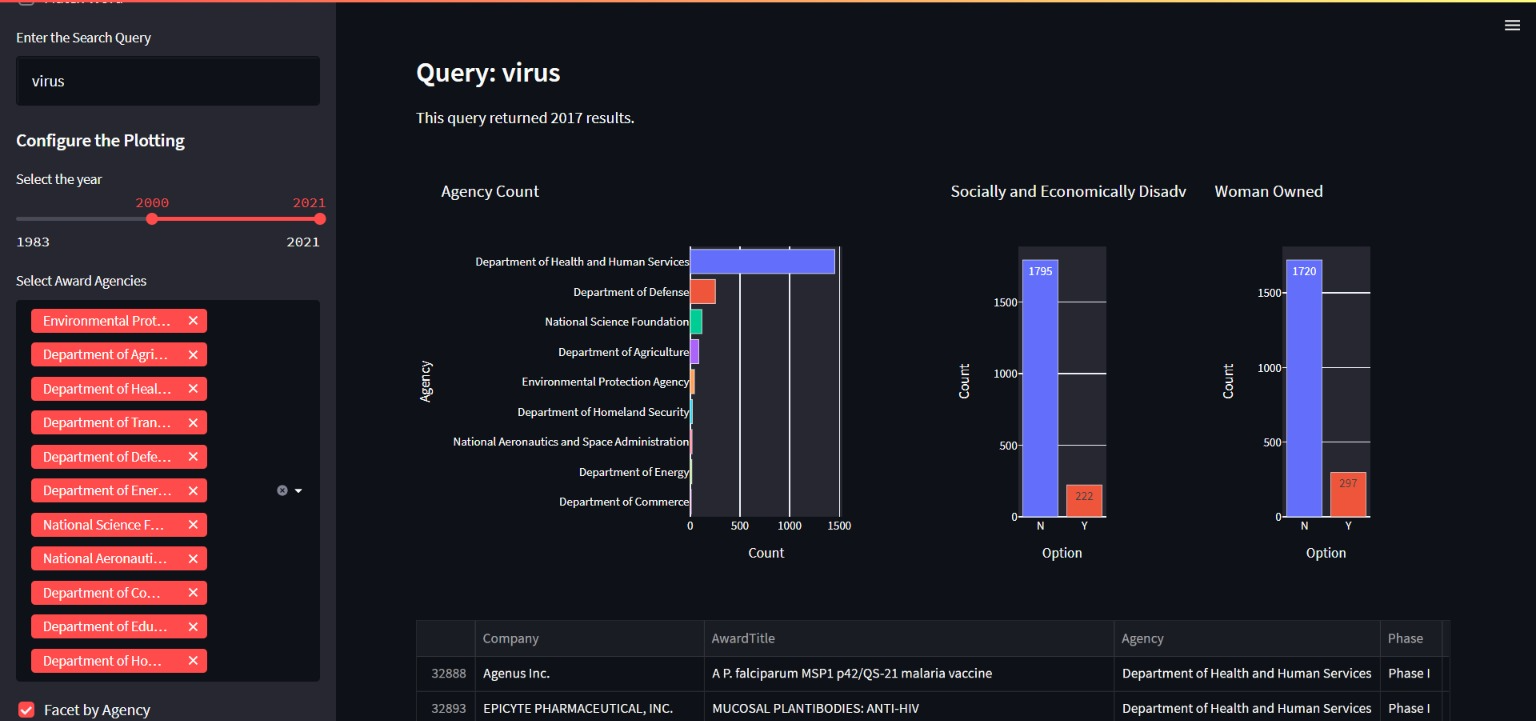 Match Word
Enter the Search Query
virus
Configure the Plotting
Select the year
2000 2021
1983 2021
Select Award Agencies
Environmental Prot...
Department of Agri...
Department of Heal...
Department of Tran...
Department of Defe...
Department of Ener...
National Science F...
National Aeronauti...
Department of Co...
Department of Edu...
Department of Ho...
Facet by Agency
Query: virus
This query returned 2017 results.
Agency Count
Agency
Department of Health and Human Services
Department of Defense
National Science Foundation
Department of Agriculture
Environmental Protection Agency
Department of Homeland Security
National Aeronautics and Space Administration
Department of Energy
Department of Commerce
0 500 1000 1500
Count
Socially and Economically Disadv
Count
1500
1000
500
0
1795
222
N Y
Option
Woman Owned
Count
1500
1000
500
0
1720
297
N Y
Option
Company AwardTitle Agency Phase
32888 Agenus Inc. A P. falciparum MSP1 p42/QS-21 malaria vaccine Department of Health and Human Services Phase I
32893 EPICYTE PHARMACEUTICAL, INC. MUCOSAL PLANTIBODIES: ANTI-HIV Department of Health and Human Services Phase I